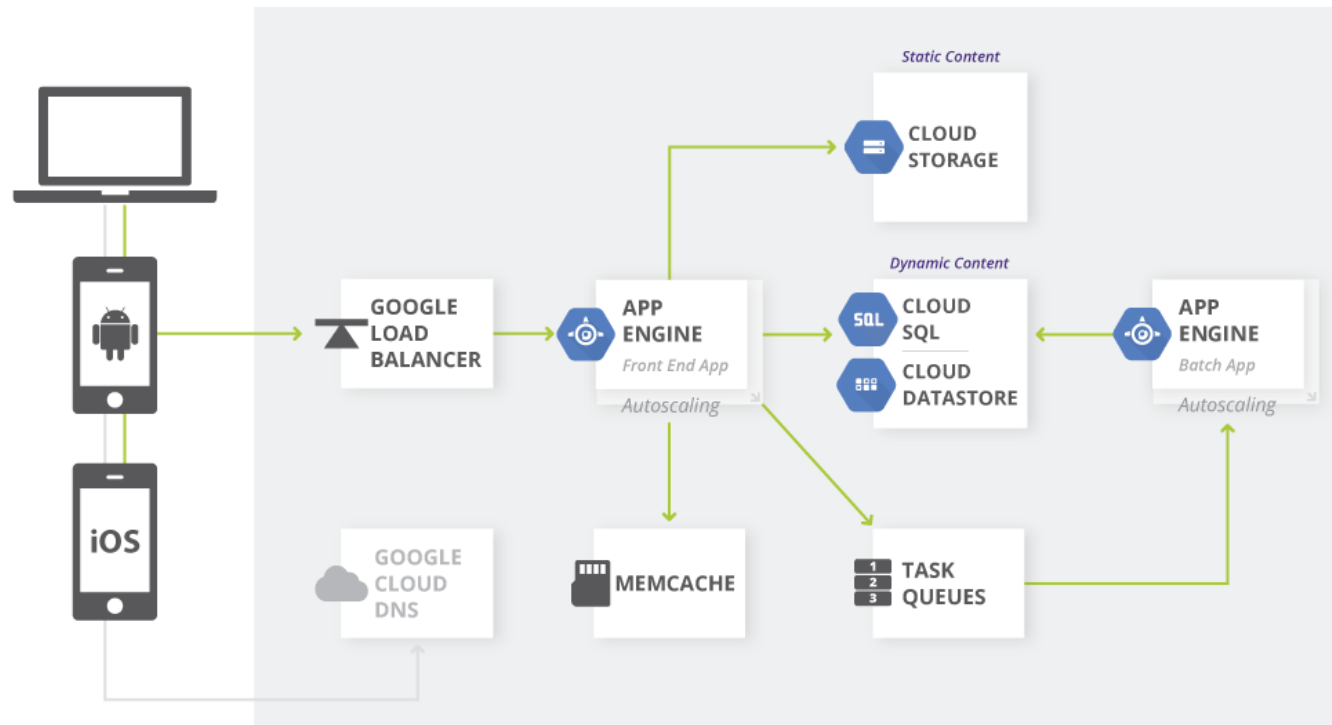 Static Content
CLOUD
STORAGE
Dynamic Content
GOOGLE
LOAD
BALANCER
APP
ENGINE
Front End App
Autoscaling
SQL
CLOUD
SQL
CLOUD
DATASTORE
APP
ENGINE
Batch App
Autoscaling
iOS
GOOGLE
CLOUD
DNS
MEMCACHE
1
2
3
TASK
QUEUES